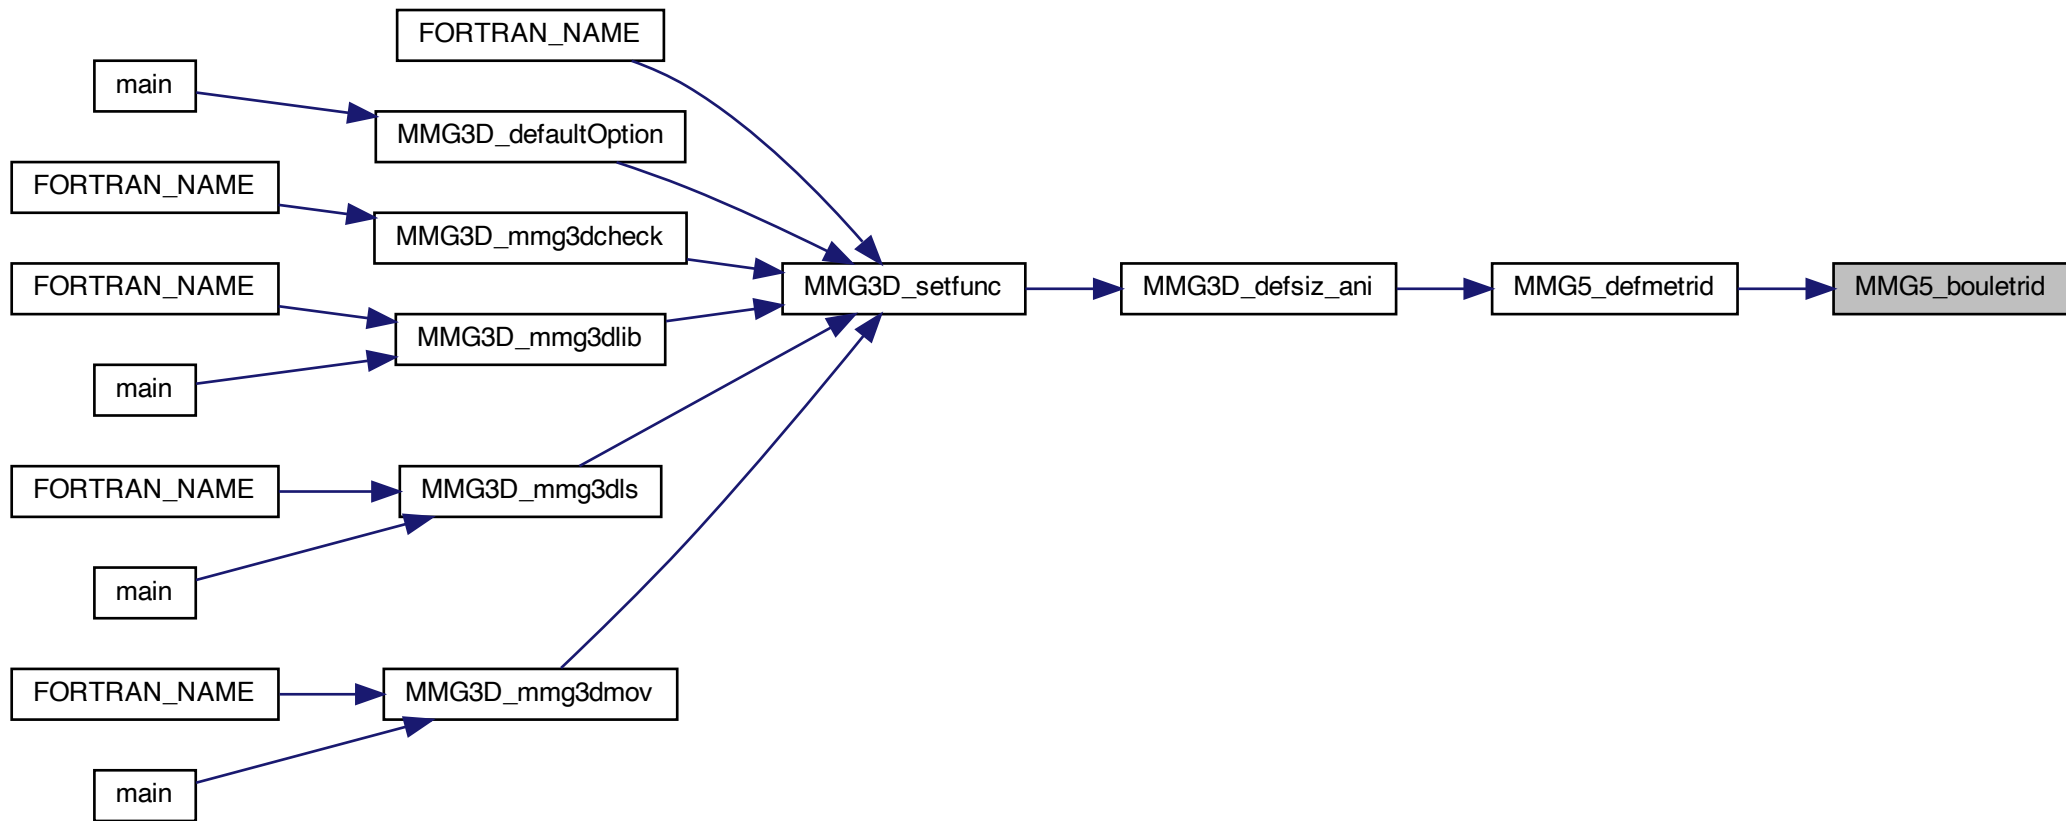 FORTRAN_NAME
main
MMG3D_defaultOption
FORTRAN_NAME
MMG3D_mmg3dcheck
FORTRAN_NAME
MMG3D_setfunc
MMG3D_defsiz_ani
MMG5_defmetrid
MMG5_bouletrid
MMG3D_mmg3dlib
main
FORTRAN_NAME
MMG3D_mmg3dls
main
FORTRAN_NAME
MMG3D_mmg3dmov
main